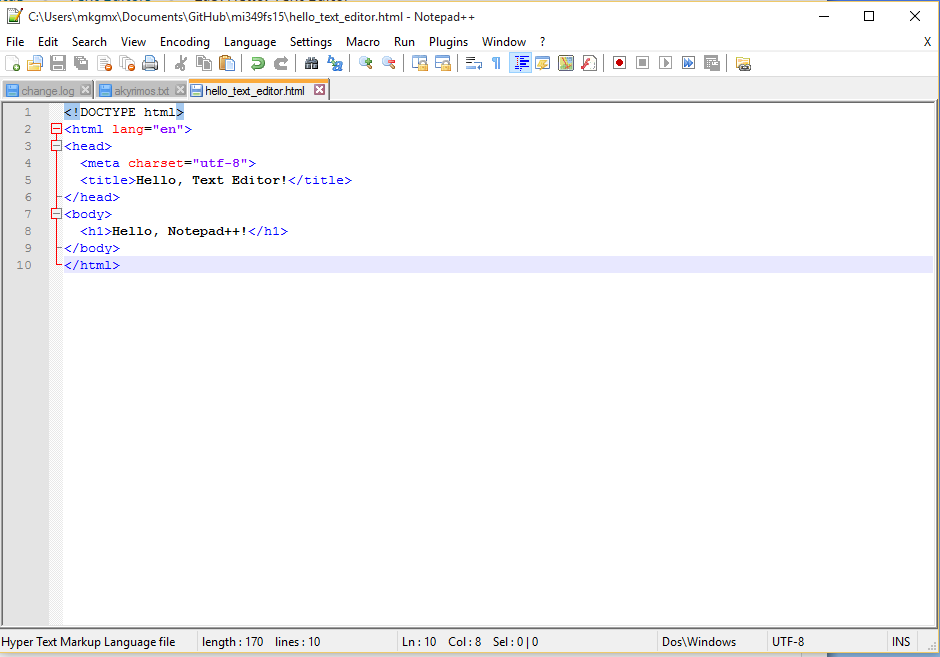 C:\Users\mkgmx\Documents\GitHub\mi349fs15\hello_text_editor.html - Notepad++
File Edit Search View Encoding Language Settings Macro Run Plugins Window ? X
change.log akyrimos.txt hello_text_editor.html
1 <!DOCTYPE html>
2 <html lang="en">
3 <head>
4 <meta charset="utf-8">
5 <title>Hello, Text Editor!</title>
6 </head>
7 <body>
8 <h1>Hello, Notepad++!</h1>
9 </body>
10 </html>
Hyper Text Markup Language file length : 170 lines : 10 Ln : 10 Col : 8 Sel : 0 | 0 Dos\Windows UTF-8 INS